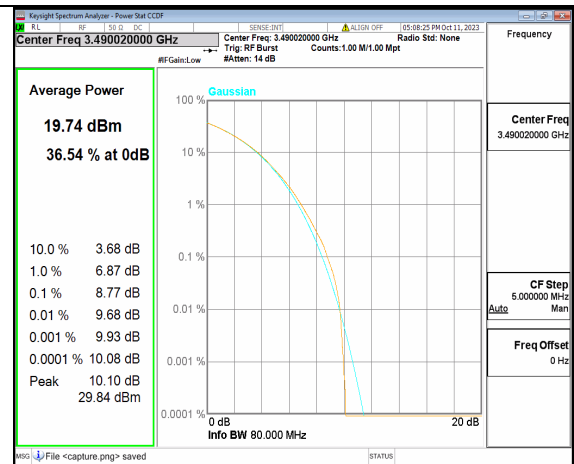 Keysight Spectrum Analyzer - Power Stat CCDF
RL RF 50 Ω DC SENSE:INT ALIGN OFF 05:08:25 PM Oct 11, 2023
Center Freq 3.490020000 GHz
Center Freq: 3.490020000 GHz Radio Std: None
Trig: RF Burst Counts:1.00 M/1.00 Mpt
#IFGain:Low #Atten: 14 dB
Frequency
Average Power
19.74 dBm
36.54 % at 0dB
10.0 % 3.68 dB
1.0 % 6.87 dB
0.1 % 8.77 dB
0.01 % 9.68 dB
0.001 % 9.93 dB
0.0001 % 10.08 dB
Peak 10.10 dB
29.84 dBm
Gaussian
100 %
10 %
1 %
0.1 %
0.01 %
0.001 %
0.0001 %
0 dB 20 dB
Info BW 80.000 MHz
Center Freq
3.490020000 GHz
CF Step
5.000000 MHz
Auto Man
Freq Offset
0 Hz
MSG File <capture.png> saved STATUS